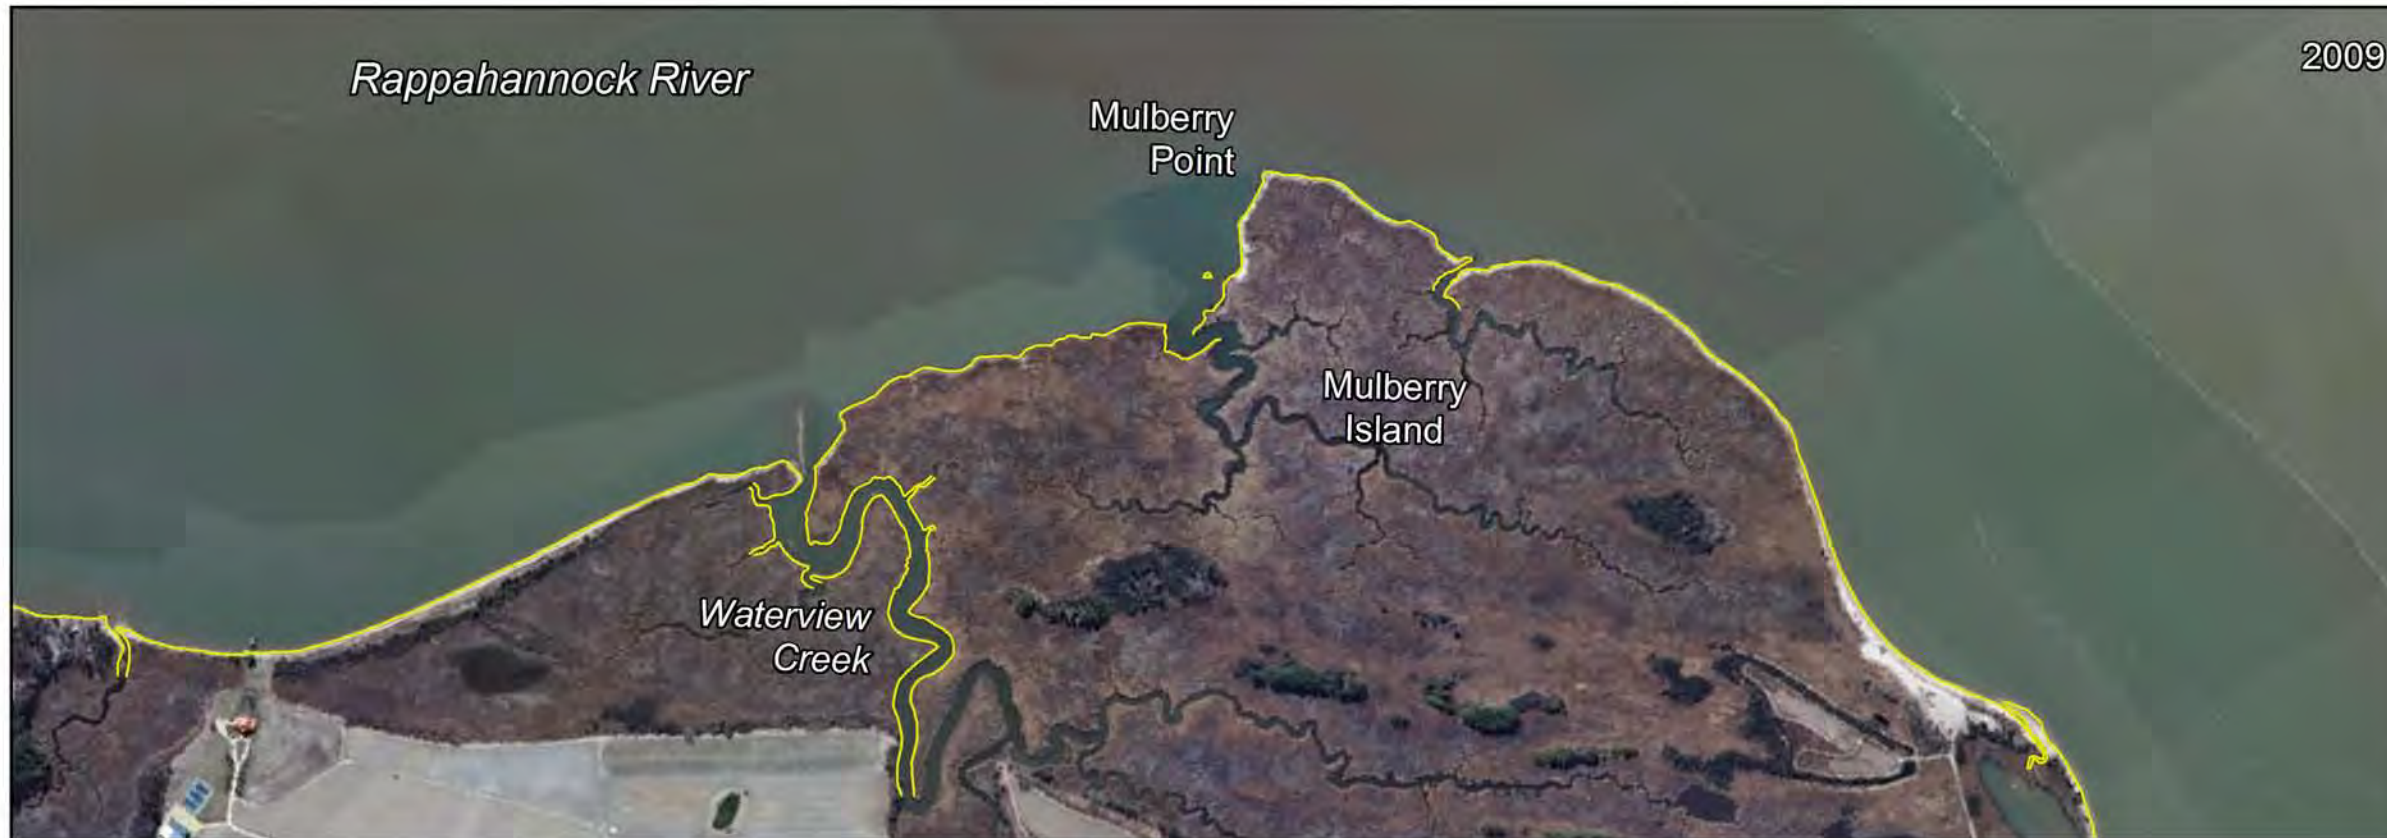 Rappahannock River
2009
Mulberry
Point
Mulberry
Island
Waterview
Creek